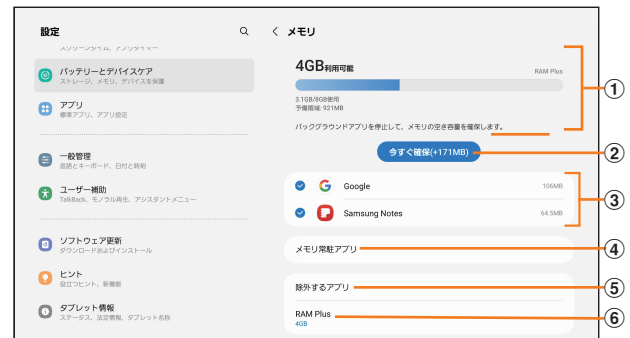 設定
スクリーンタイム、アプリタイマー
バッテリーとデバイスケア
ストレージ、メモリ、デバイスを保護
アプリ
標準アプリ、アプリ設定
一般管理
言語とキーボード、日付と時刻
ユーザー補助
TalkBack、モノラル再生、アシスタントメニュー
ソフトウェア更新
ダウンロードおよびインストール
ヒント
役立つヒント、新機能
タブレット情報
ステータス、法定情報、タブレット名称
< メモリ
4GB利用可能
RAM Plus
3.1GB/8GB使用
予備領域: 921MB
バックグラウンドアプリを停止して、メモリの空き容量を確保します。
今すぐ確保(+171MB)
Google
106MB
Samsung Notes
64.5MB
メモリ常駐アプリ
除外するアプリ
RAM Plus
4GB
①
②
③
④
⑤
⑥